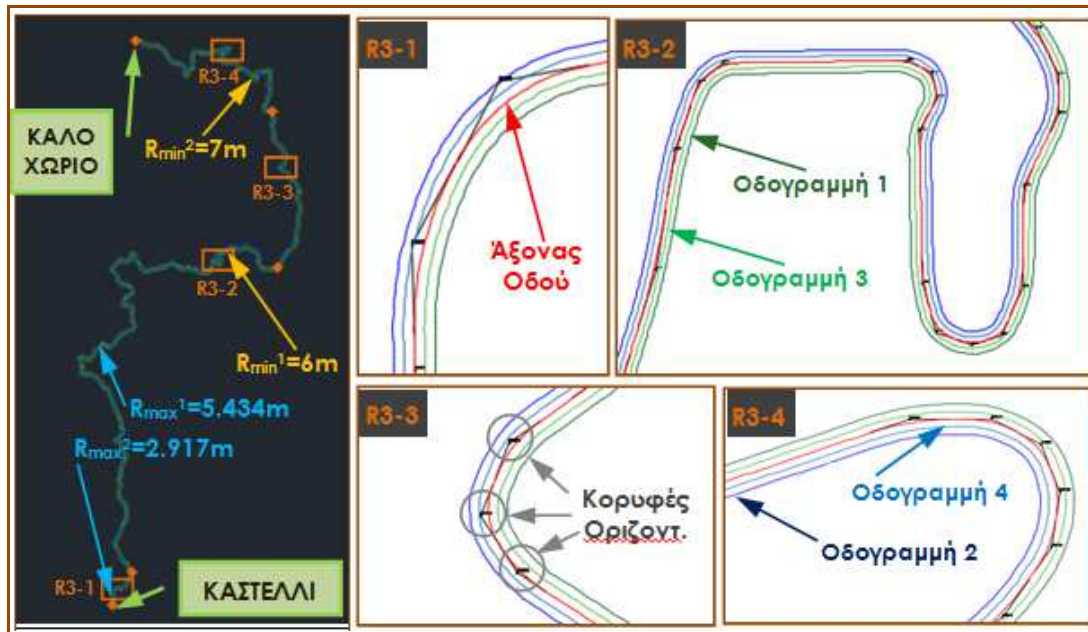 R3-4
ΚΑΛΟ
ΧΩΡΙΟ
Rmin²=7m
R3-3
R3-2
Rmin¹=6m
Rmax¹=5.434m
Rmax²=2.917m
R3-1
ΚΑΣΤΕΛΛΙ
R3-1
Άξονας
Οδού
R3-2
Οδογραμμή 1
Οδογραμμή 3
R3-3
Κορυφές
Οριζοντ.
R3-4
Οδογραμμή 4
Οδογραμμή 2